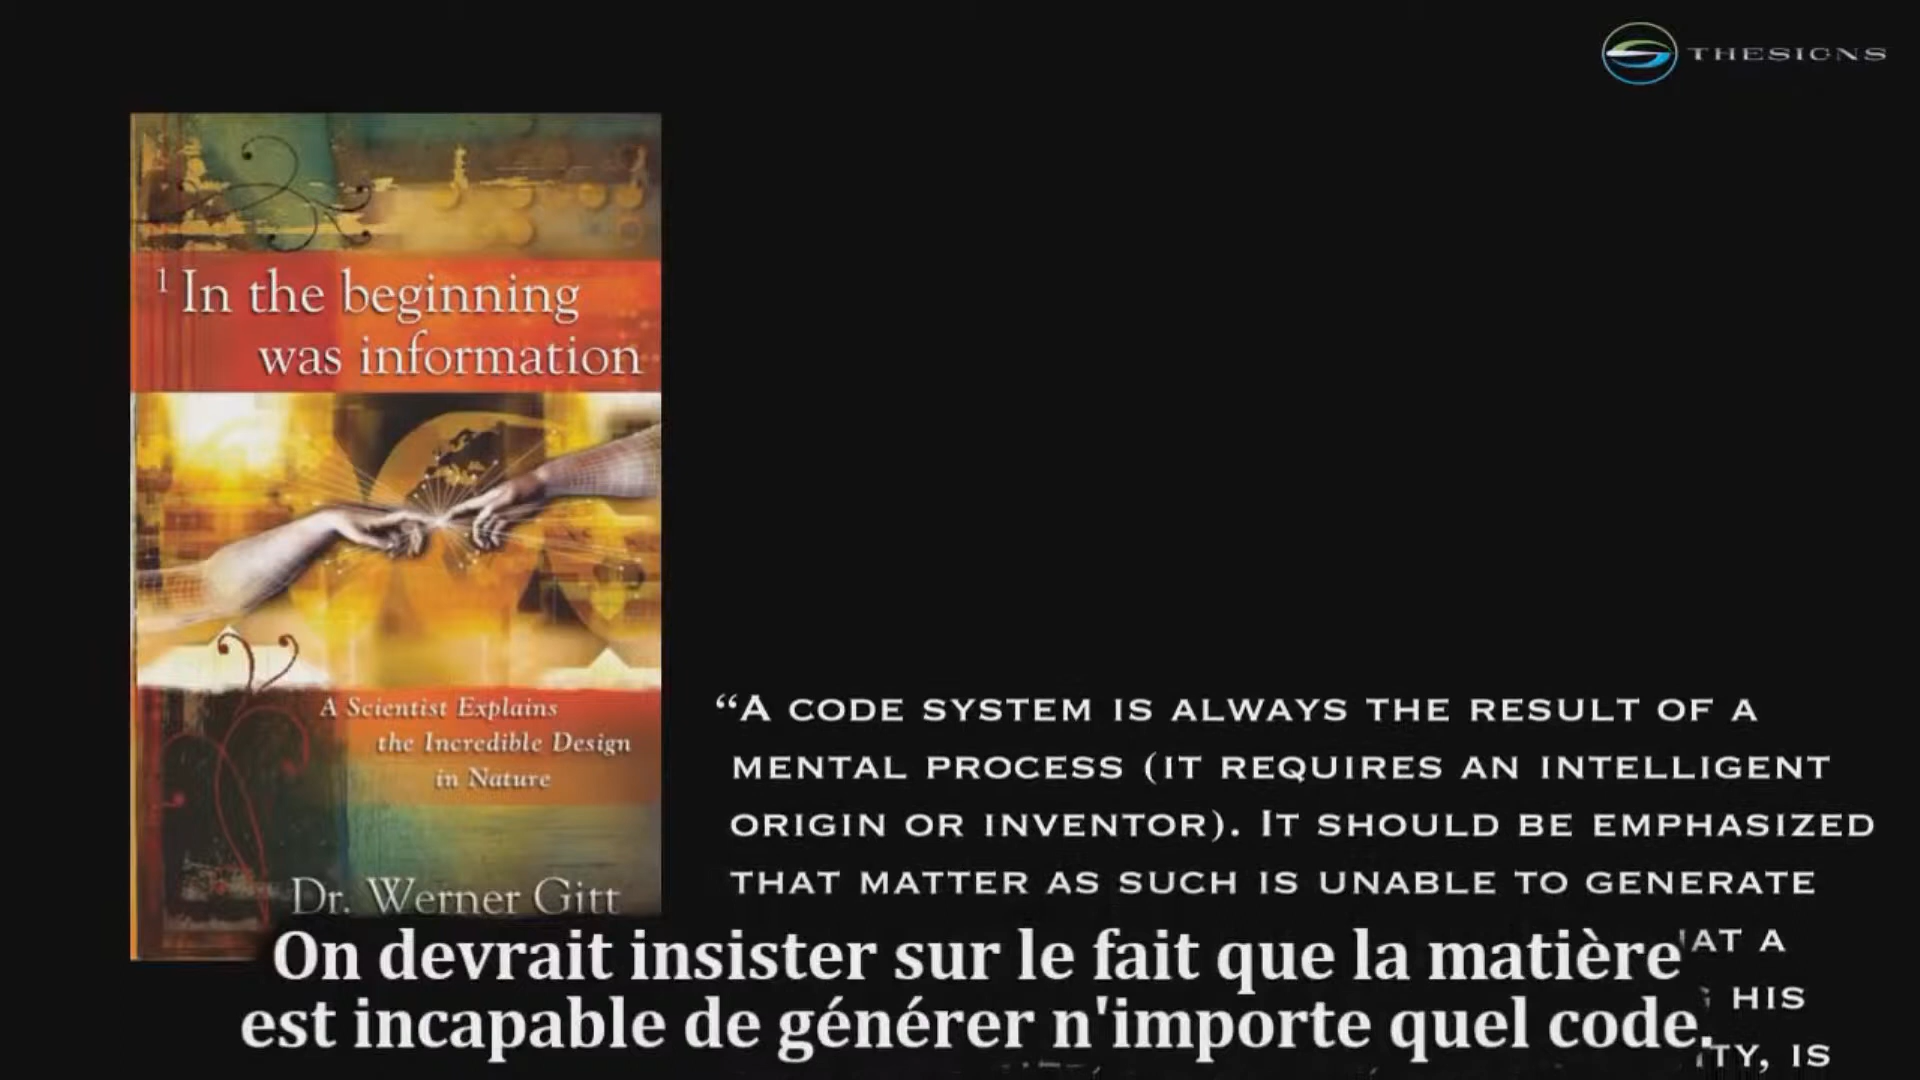 THESIGNS
1 In the beginning
was information
A Scientist Explains
the Incredible Design
in Nature
Dr. Werner Gitt
“A CODE SYSTEM IS ALWAYS THE RESULT OF A
MENTAL PROCESS (IT REQUIRES AN INTELLIGENT
ORIGIN OR INVENTOR). IT SHOULD BE EMPHASIZED
THAT MATTER AS SUCH IS UNABLE TO GENERATE
A
HIS
IS
On devrait insister sur le fait que la matière
est incapable de générer n'importe quel code.